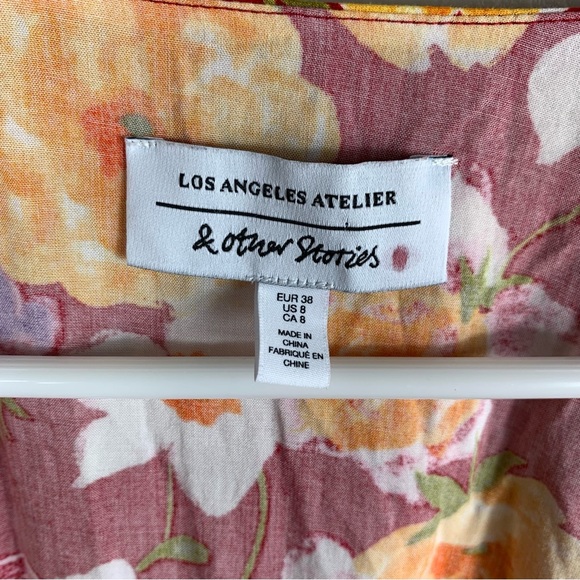 LOS ANGELES ATELIER
& other Stories
EUR 38
US 8
CA 8
MADE IN
CHINA
FABRIQUÉ EN
CHINE